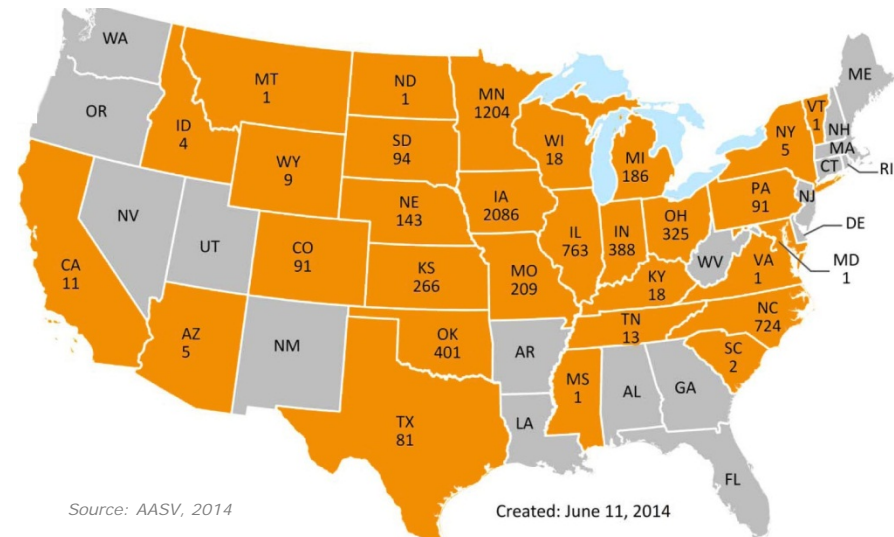 WA
MT
1
ND
1
MN
1204
ME
VT
1
OR
ID
4
SD
94
WI
18
MI
186
NY
5
NH
MA
CT
RI
WY
9
NE
143
IA
2086
PA
91
NJ
NV
UT
CO
91
IL
763
IN
388
OH
325
DE
WV
MD
1
CA
11
KS
266
MO
209
KY
18
VA
1
NC
724
AZ
5
NM
OK
401
AR
TN
13
SC
2
MS
1
AL
GA
TX
81
LA
FL
Source: AASV, 2014
Created: June 11, 2014